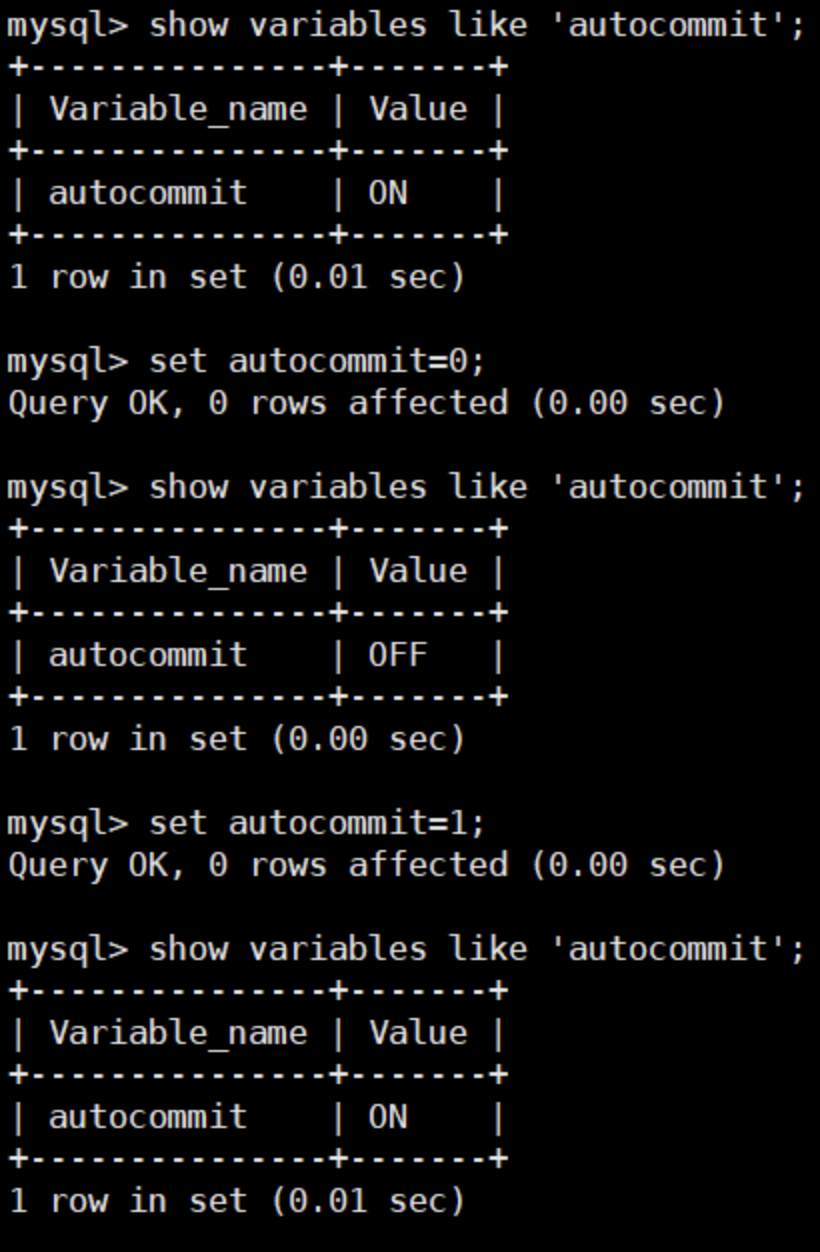 mysql> show variables like 'autocommit';
+---------------+-------+
| Variable_name | Value |
+---------------+-------+
| autocommit    | ON    |
+---------------+-------+
1 row in set (0.01 sec)

mysql> set autocommit=0;
Query OK, 0 rows affected (0.00 sec)

mysql> show variables like 'autocommit';
+---------------+-------+
| Variable_name | Value |
+---------------+-------+
| autocommit    | OFF   |
+---------------+-------+
1 row in set (0.00 sec)

mysql> set autocommit=1;
Query OK, 0 rows affected (0.00 sec)

mysql> show variables like 'autocommit';
+---------------+-------+
| Variable_name | Value |
+---------------+-------+
| autocommit    | ON    |
+---------------+-------+
1 row in set (0.01 sec)